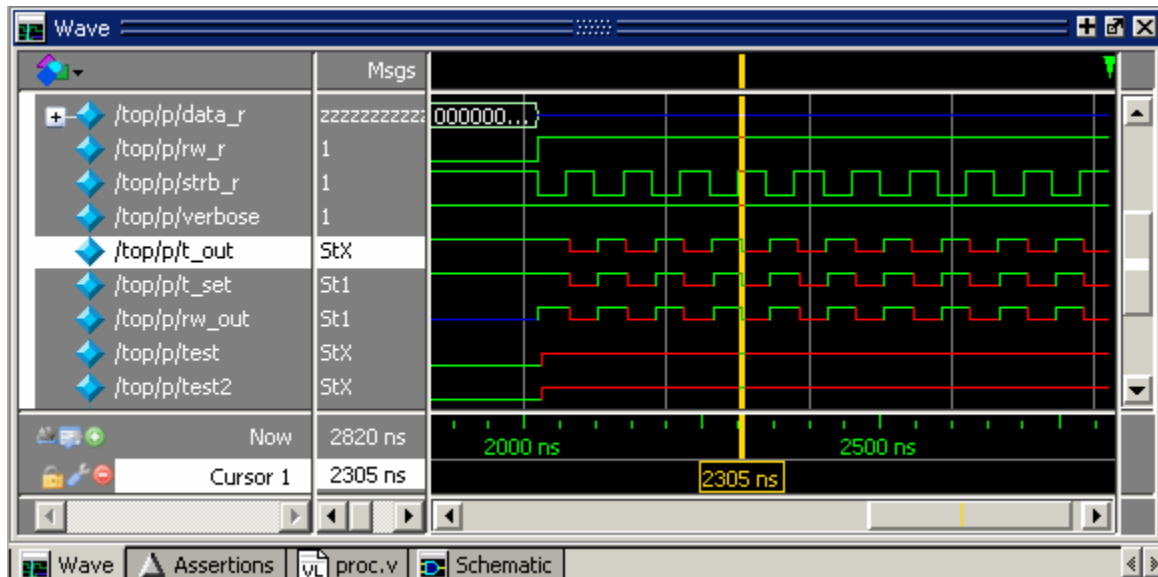 Wave
Msgs
/top/p/data_r zzzzzzzzzzz 000000...
/top/p/rw_r 1
/top/p/strb_r 1
/top/p/verbose 1
/top/p/t_out StX
/top/p/t_set St1
/top/p/rw_out St1
/top/p/test StX
/top/p/test2 StX
Now 2820 ns 2000 ns 2500 ns
Cursor 1 2305 ns 2305 ns
Wave Assertions VL proc.v Schematic